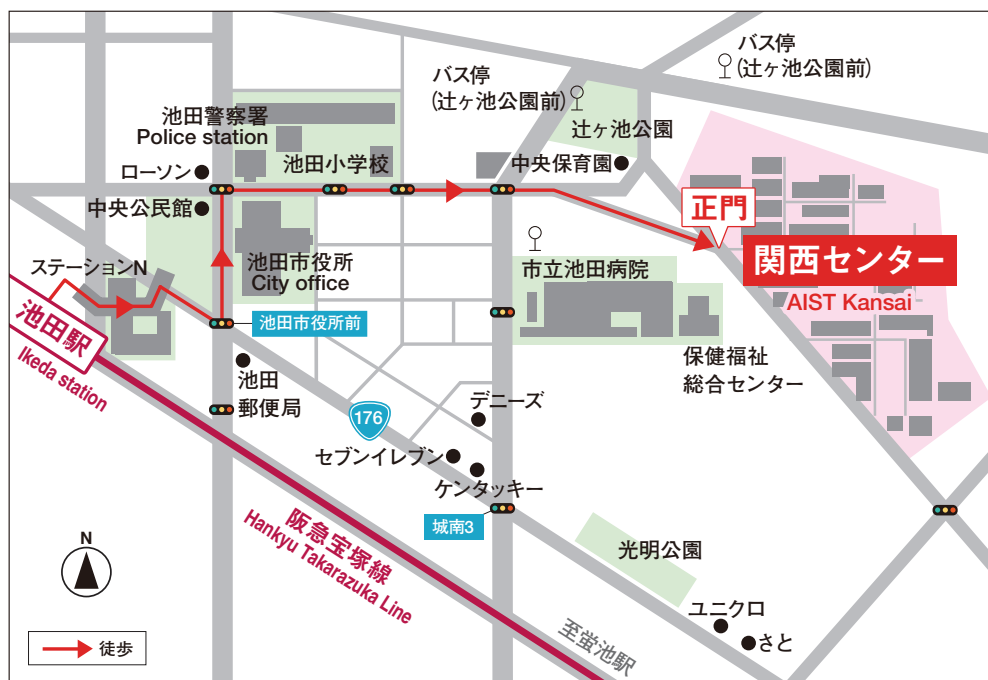 バス停
(辻ヶ池公園前)
バス停
(辻ヶ池公園前)
池田警察署
Police station
辻ヶ池公園
ローソン
池田小学校
中央保育園
中央公民館
正門
ステーションN
池田市役所
City office
市立池田病院
関西センター
AIST Kansai
池田市役所前
池田駅
Ikeda station
保健福祉
総合センター
池田
郵便局
デニーズ
176
セブンイレブン
ケンタッキー
城南3
阪急宝塚線
Hankyu Takarazuka Line
光明公園
N
ユニクロ
さと
至蛍池駅
徒歩